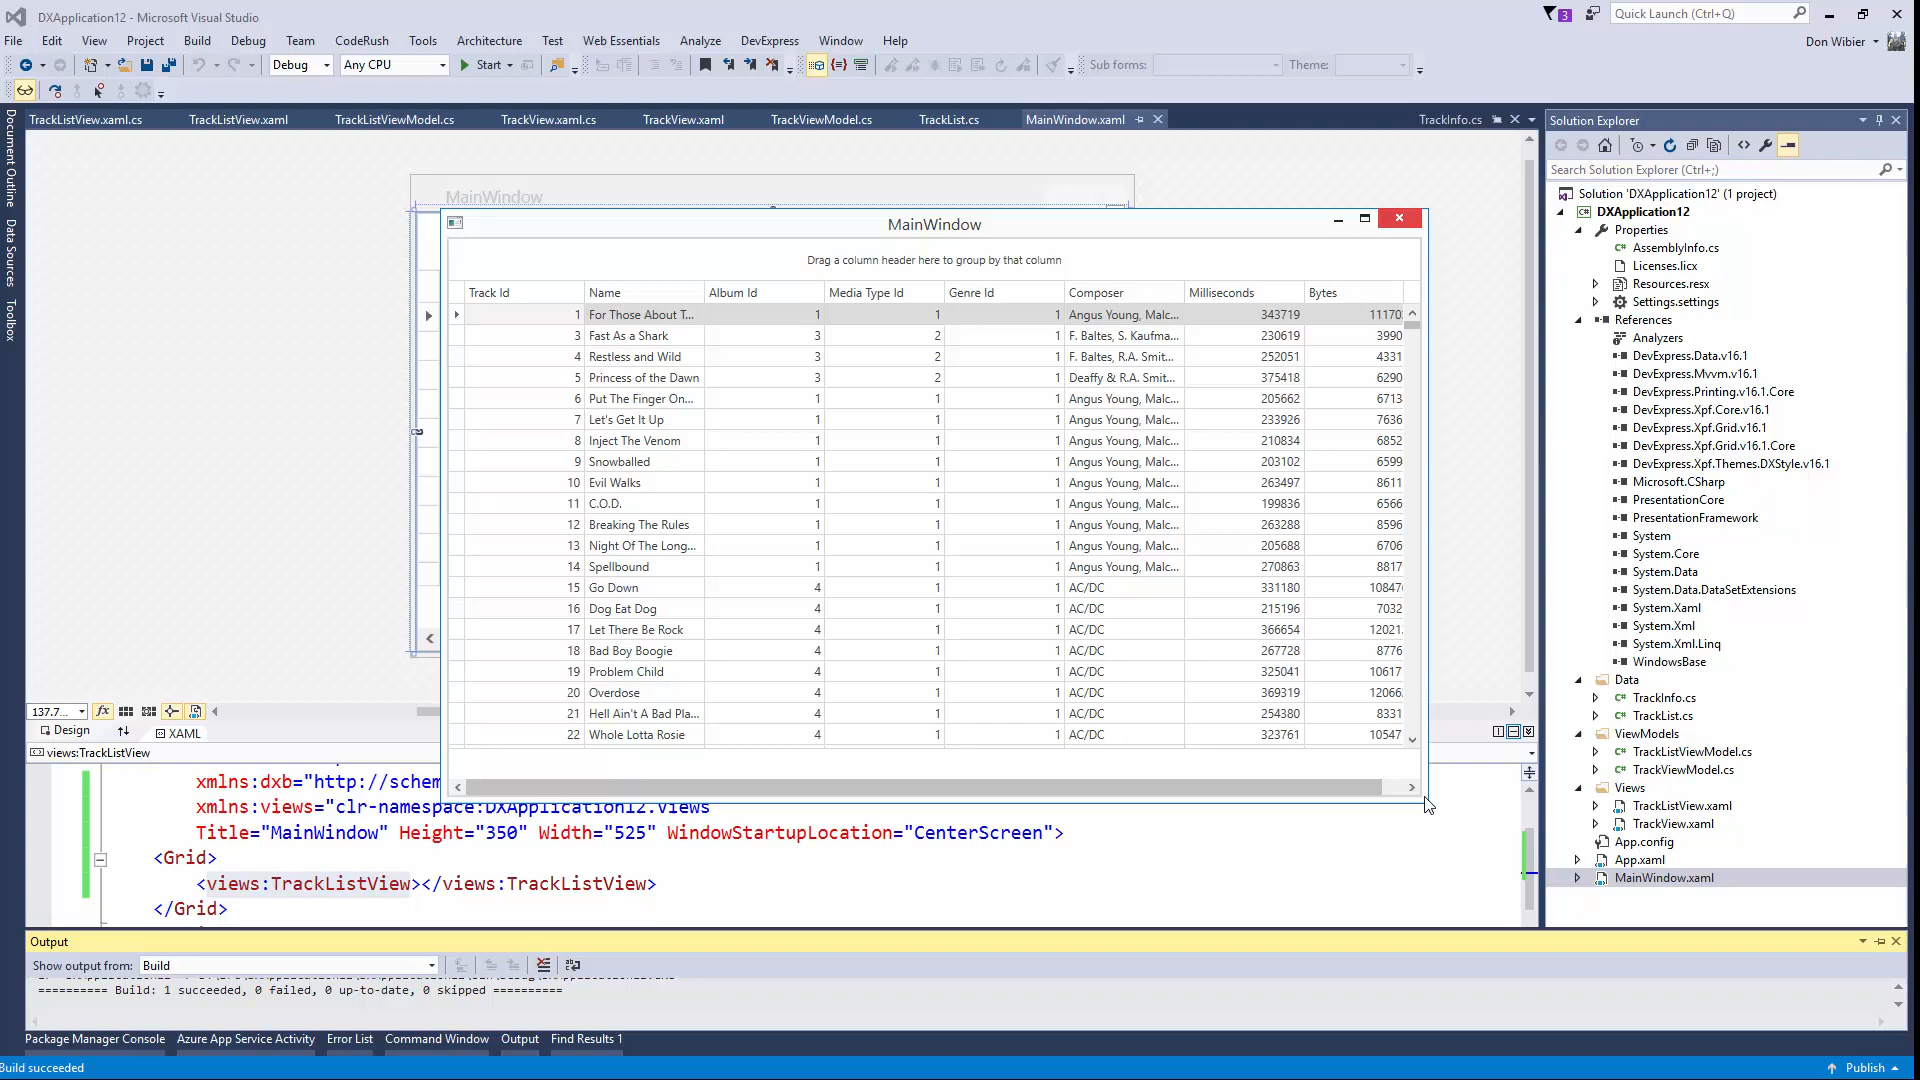 DXApplication12 - Microsoft Visual Studio
3
Quick Launch (Ctrl+Q)
File Edit View Project Build Debug Team CodeRush Tools Architecture Test Web Essentials Analyze DevExpress Window Help
Don Wibier
Debug Any CPU Start Sub forms: Theme:
TrackListView.xaml.cs TrackListView.xaml TrackListViewModel.cs TrackView.xaml.cs TrackView.xaml TrackViewModel.cs TrackList.cs MainWindow.xaml TrackInfo.cs
Document Outline
Data Sources
Toolbox
MainWindow
MainWindow
Drag a column header here to group by that column
Track Id Name Album Id Media Type Id Genre Id Composer Milliseconds Bytes
1 For Those About T... 1 1 1 Angus Young, Malc... 343719 11170
3 Fast As a Shark 3 2 1 F. Baltes, S. Kaufma... 230619 3990
4 Restless and Wild 3 2 1 F. Baltes, R.A. Smit... 252051 4331
5 Princess of the Dawn 3 2 1 Deaffy & R.A. Smit... 375418 6290
6 Put The Finger On... 1 1 1 Angus Young, Malc... 205662 6713
7 Let's Get It Up 1 1 1 Angus Young, Malc... 233926 7636
8 Inject The Venom 1 1 1 Angus Young, Malc... 210834 6852
9 Snowballed 1 1 1 Angus Young, Malc... 203102 6599
10 Evil Walks 1 1 1 Angus Young, Malc... 263497 8611
11 C.O.D. 1 1 1 Angus Young, Malc... 199836 6566
12 Breaking The Rules 1 1 1 Angus Young, Malc... 263288 8596
13 Night Of The Long... 1 1 1 Angus Young, Malc... 205688 6706
14 Spellbound 1 1 1 Angus Young, Malc... 270863 8817
15 Go Down 4 1 1 AC/DC 331180 10847
16 Dog Eat Dog 4 1 1 AC/DC 215196 7032
17 Let There Be Rock 4 1 1 AC/DC 366654 12021
18 Bad Boy Boogie 4 1 1 AC/DC 267728 8776
19 Problem Child 4 1 1 AC/DC 325041 10617
20 Overdose 4 1 1 AC/DC 369319 12066
21 Hell Ain't A Bad Pla... 4 1 1 AC/DC 254380 8331
22 Whole Lotta Rosie 4 1 1 AC/DC 323761 10547
137.7...
Design XAML
views:TrackListView
xmlns:dxb="http://schem
xmlns:views="clr-namespace:DXApplication12.Views
Title="MainWindow" Height="350" Width="525" WindowStartupLocation="CenterScreen">
<Grid>
<views:TrackListView></views:TrackListView>
</Grid>
Output
Show output from: Build
========== Build: 1 succeeded, 0 failed, 0 up-to-date, 0 skipped ==========
Package Manager Console Azure App Service Activity Error List Command Window Output Find Results 1
Build succeeded
Publish
Solution Explorer
Search Solution Explorer (Ctrl+;)
Solution 'DXApplication12' (1 project)
DXApplication12
Properties
AssemblyInfo.cs
Licenses.licx
Resources.resx
Settings.settings
References
Analyzers
DevExpress.Data.v16.1
DevExpress.Mvvm.v16.1
DevExpress.Printing.v16.1.Core
DevExpress.Xpf.Core.v16.1
DevExpress.Xpf.Grid.v16.1
DevExpress.Xpf.Grid.v16.1.Core
DevExpress.Xpf.Themes.DXStyle.v16.1
Microsoft.CSharp
PresentationCore
PresentationFramework
System
System.Core
System.Data
System.Data.DataSetExtensions
System.Xaml
System.Xml
System.Xml.Linq
WindowsBase
Data
TrackInfo.cs
TrackList.cs
ViewModels
TrackListViewModel.cs
TrackViewModel.cs
Views
TrackListView.xaml
TrackView.xaml
App.config
App.xaml
MainWindow.xaml